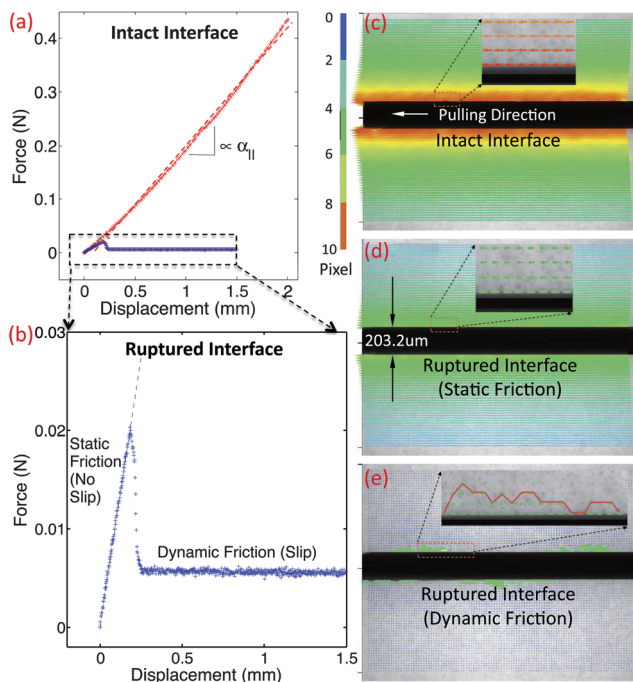 (a)
Intact Interface
0.4
0.3
0.2
0.1
0
Force (N)
∝ α||
0 0.5 1 1.5 2
Displacement (mm)
(b)
Ruptured Interface
0.03
0.02
0.01
0
Force (N)
Static
Friction
(No
Slip)
Dynamic Friction (Slip)
0 0.5 1 1.5
Displacement (mm)
0
2
4
6
8
10
Pixel
(c)
Pulling Direction
Intact Interface
(d)
203.2um
Ruptured Interface
(Static Friction)
(e)
Ruptured Interface
(Dynamic Friction)